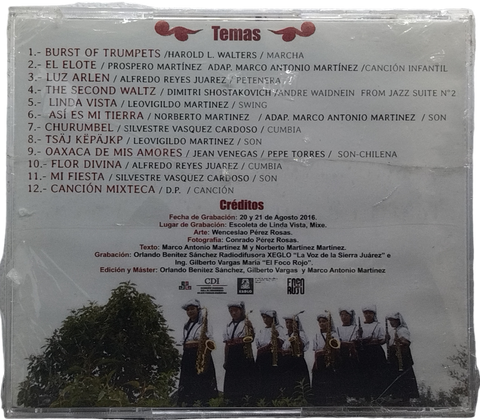 Temas
1.- BURST OF TRUMPETS /HAROLD L. WALTERS / MARCHA
2.- EL ELOTE / PROSPERO MARTÍNEZ ADAP. MARCO ANTONIO MARTÍNEZ /CANCIÓN INFANTIL
3.- LUZ ARLEN / ALFREDO REYES JUAREZ / PETENERA
4.- THE SECOND WALTZ / DIMITRI SHOSTAKOVICH /ANDRE WAIDNEIN FROM JAZZ SUITE N°2
5.- LINDA VISTA / LEOVIGILDO MARTINEZ / SWING
6.- ASÍ ES MI TIERRA / NORBERTO MARTINEZ / ADAP. MARCO ANTONIO MARTINEZ / SON
7.- CHURUMBEL / SILVESTRE VASQUEZ CARDOSO / CUMBIA
8.- TSÄJ KËPÄJKP / LEOVIGILDO MARTINEZ / SON
9.- OAXACA DE MIS AMORES / JEAN VENEGAS / PEPE TORRES / SON-CHILENA
10.- FLOR DIVINA / ALFREDO REYES JUAREZ / CUMBIA
11.- MI FIESTA / SILVESTRE VASQUEZ CARDOSO / SON
12.- CANCIÓN MIXTECA / D.P. / CANCIÓN
Créditos
Fecha de Grabación: 20 y 21 de Agosto 2016.
Lugar de Grabación: Escoleta de Linda Vista, Mixe.
Arte: Wenceslao Pérez Rosas.
Fotografía: Conrado Pérez Rosas.
Texto: Marco Antonio Martínez M y Norberto Martínez Martínez.
Grabación: Orlando Benítez Sánchez Radiodifusora XEGLO "La Voz de la Sierra Juárez" e
Ing. Gilberto Vargas María "El Foco Rojo".
Edición y Máster: Orlando Benítez Sánchez, Gilberto Vargas y Marco Antonio Martínez
CDI
FOCO ROJO